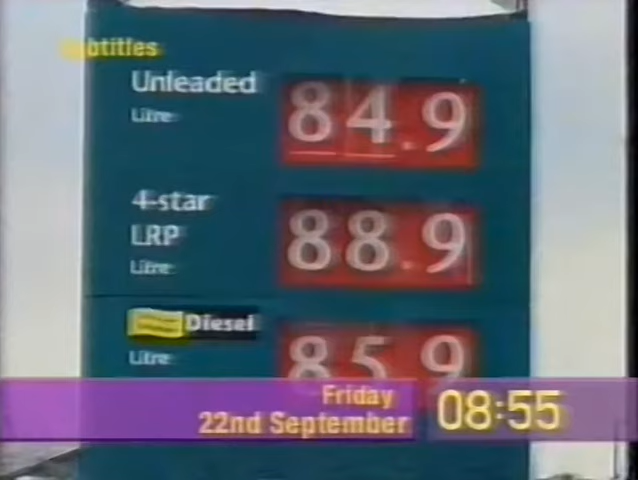 subtitles
Unleaded
Litre
84.9
4-star
LRP
Litre
88.9
Diesel
Litre
85.9
Friday
22nd September
08:55